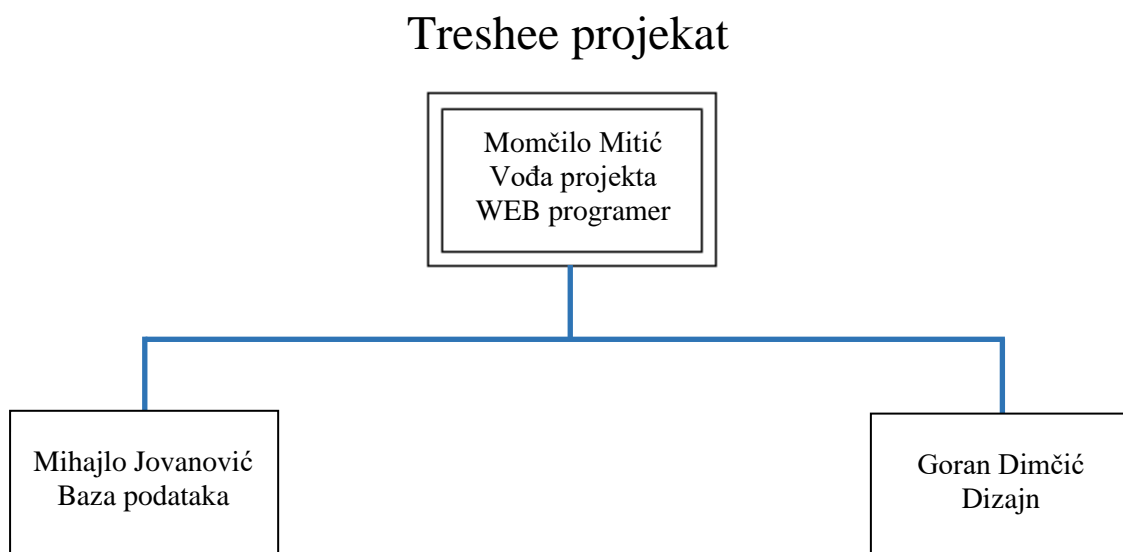 Treshee projekat
Momčilo Mitić
Vođa projekta
WEB programer
Mihajlo Jovanović
Baza podataka
Goran Dimčić
Dizajn